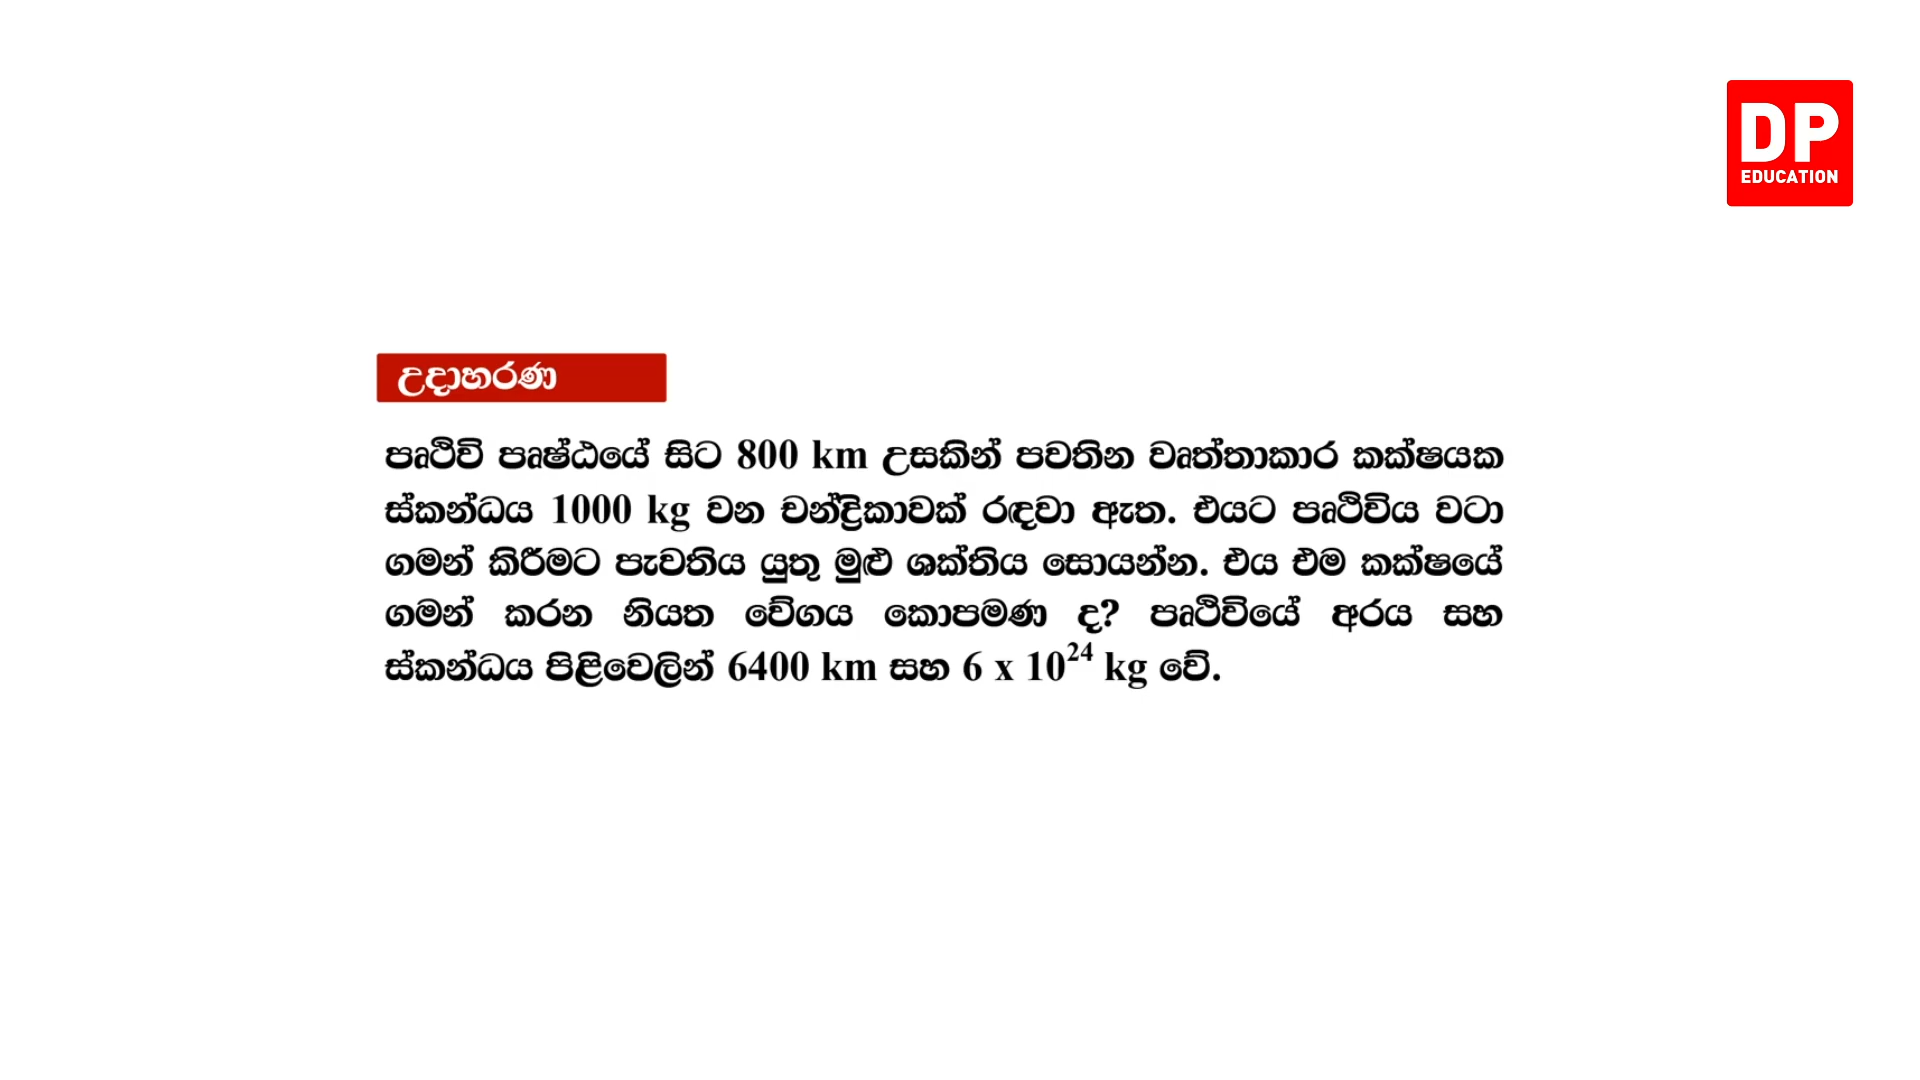 DP
EDUCATION
උදාහරණ
පෘථිවි පෘෂ්ඨයේ සිට 800 km උසකින් පවතින වෘත්තාකාර කක්ෂයක
ස්කන්ධය 1000 kg වන චන්ද්‍රිකාවක් රඳවා ඇත. එයට පෘථිවිය වටා
ගමන් කිරීමට පැවතිය යුතු මුළු ශක්තිය සොයන්න. එය එම කක්ෂයේ
ගමන් කරන නියත වේගය කොපමණ ද? පෘථිවියේ අරය සහ
ස්කන්ධය පිළිවෙලින් 6400 km සහ 6 x 10²⁴ kg වේ.